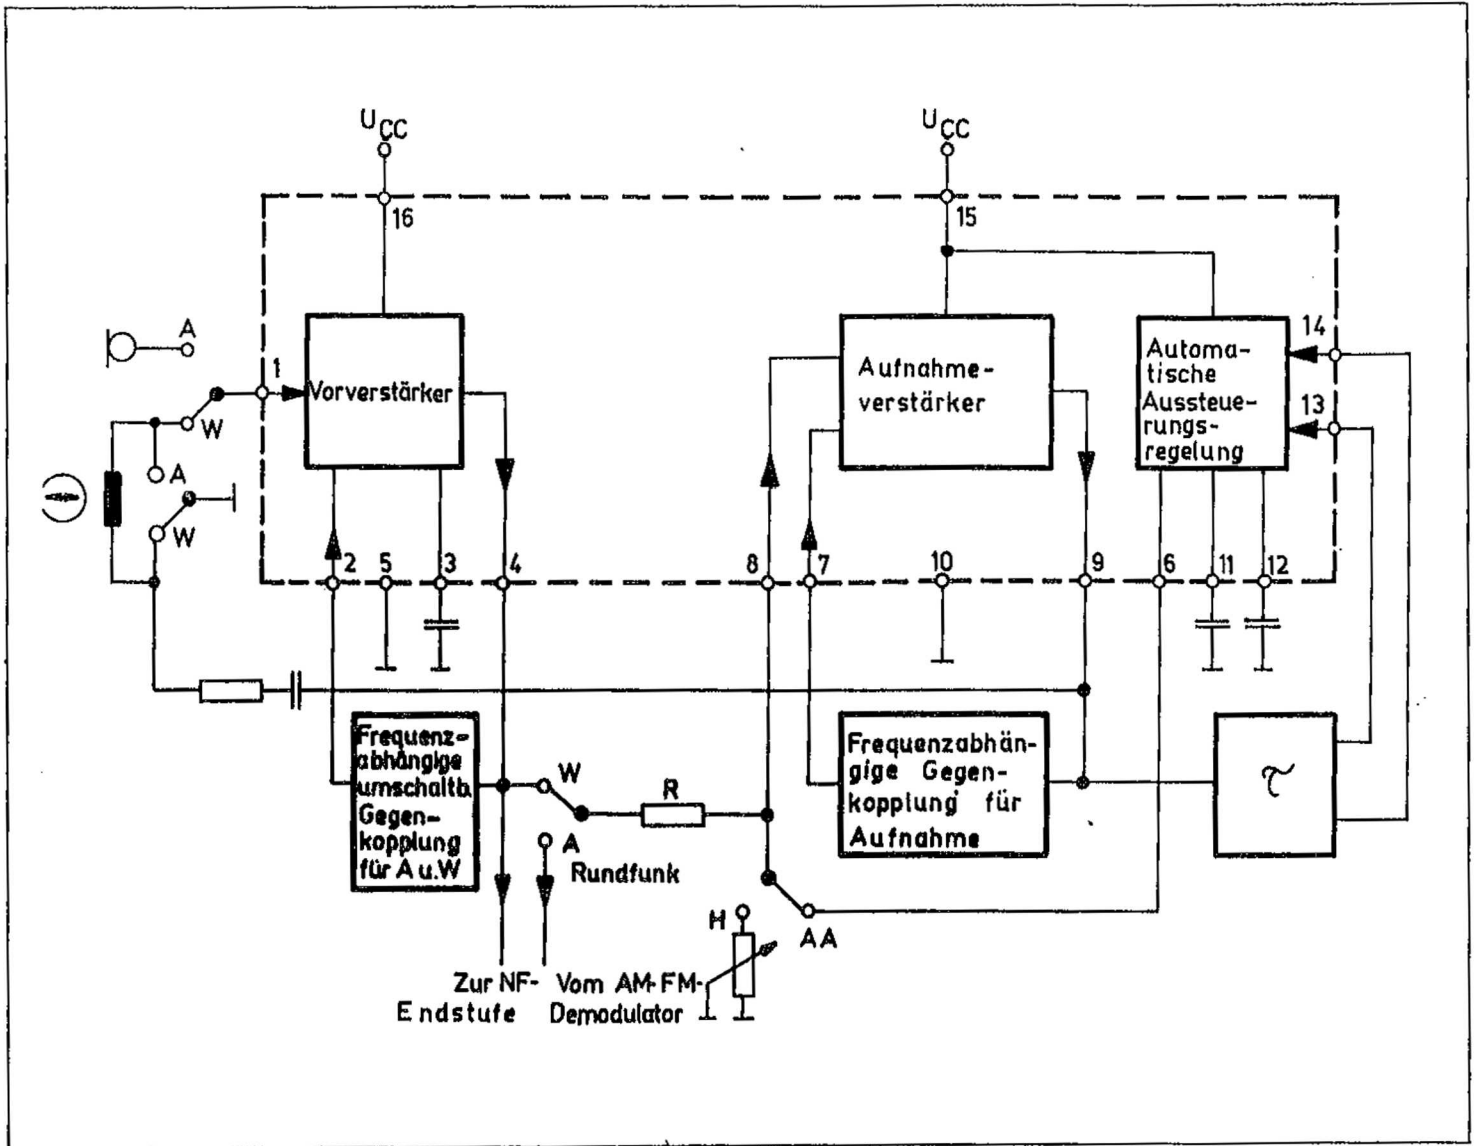 UCC
UCC
16
15
A
1
Vorverstärker
W
A
W
Aufnahme-
verstärker
Automa-
tische
Aussteue-
rungs-
regelung
14
13
2
5
3
4
8
7
10
9
6
11
12
Frequenz-
abhängige
umschaltb.
Gegen-
kopplung
für A u.W
W
A
R
Rundfunk
Frequenzabhän-
gige Gegen-
kopplung für
Aufnahme
τ
H
AA
Zur NF-
Endstufe
Vom AM-FM-
Demodulator